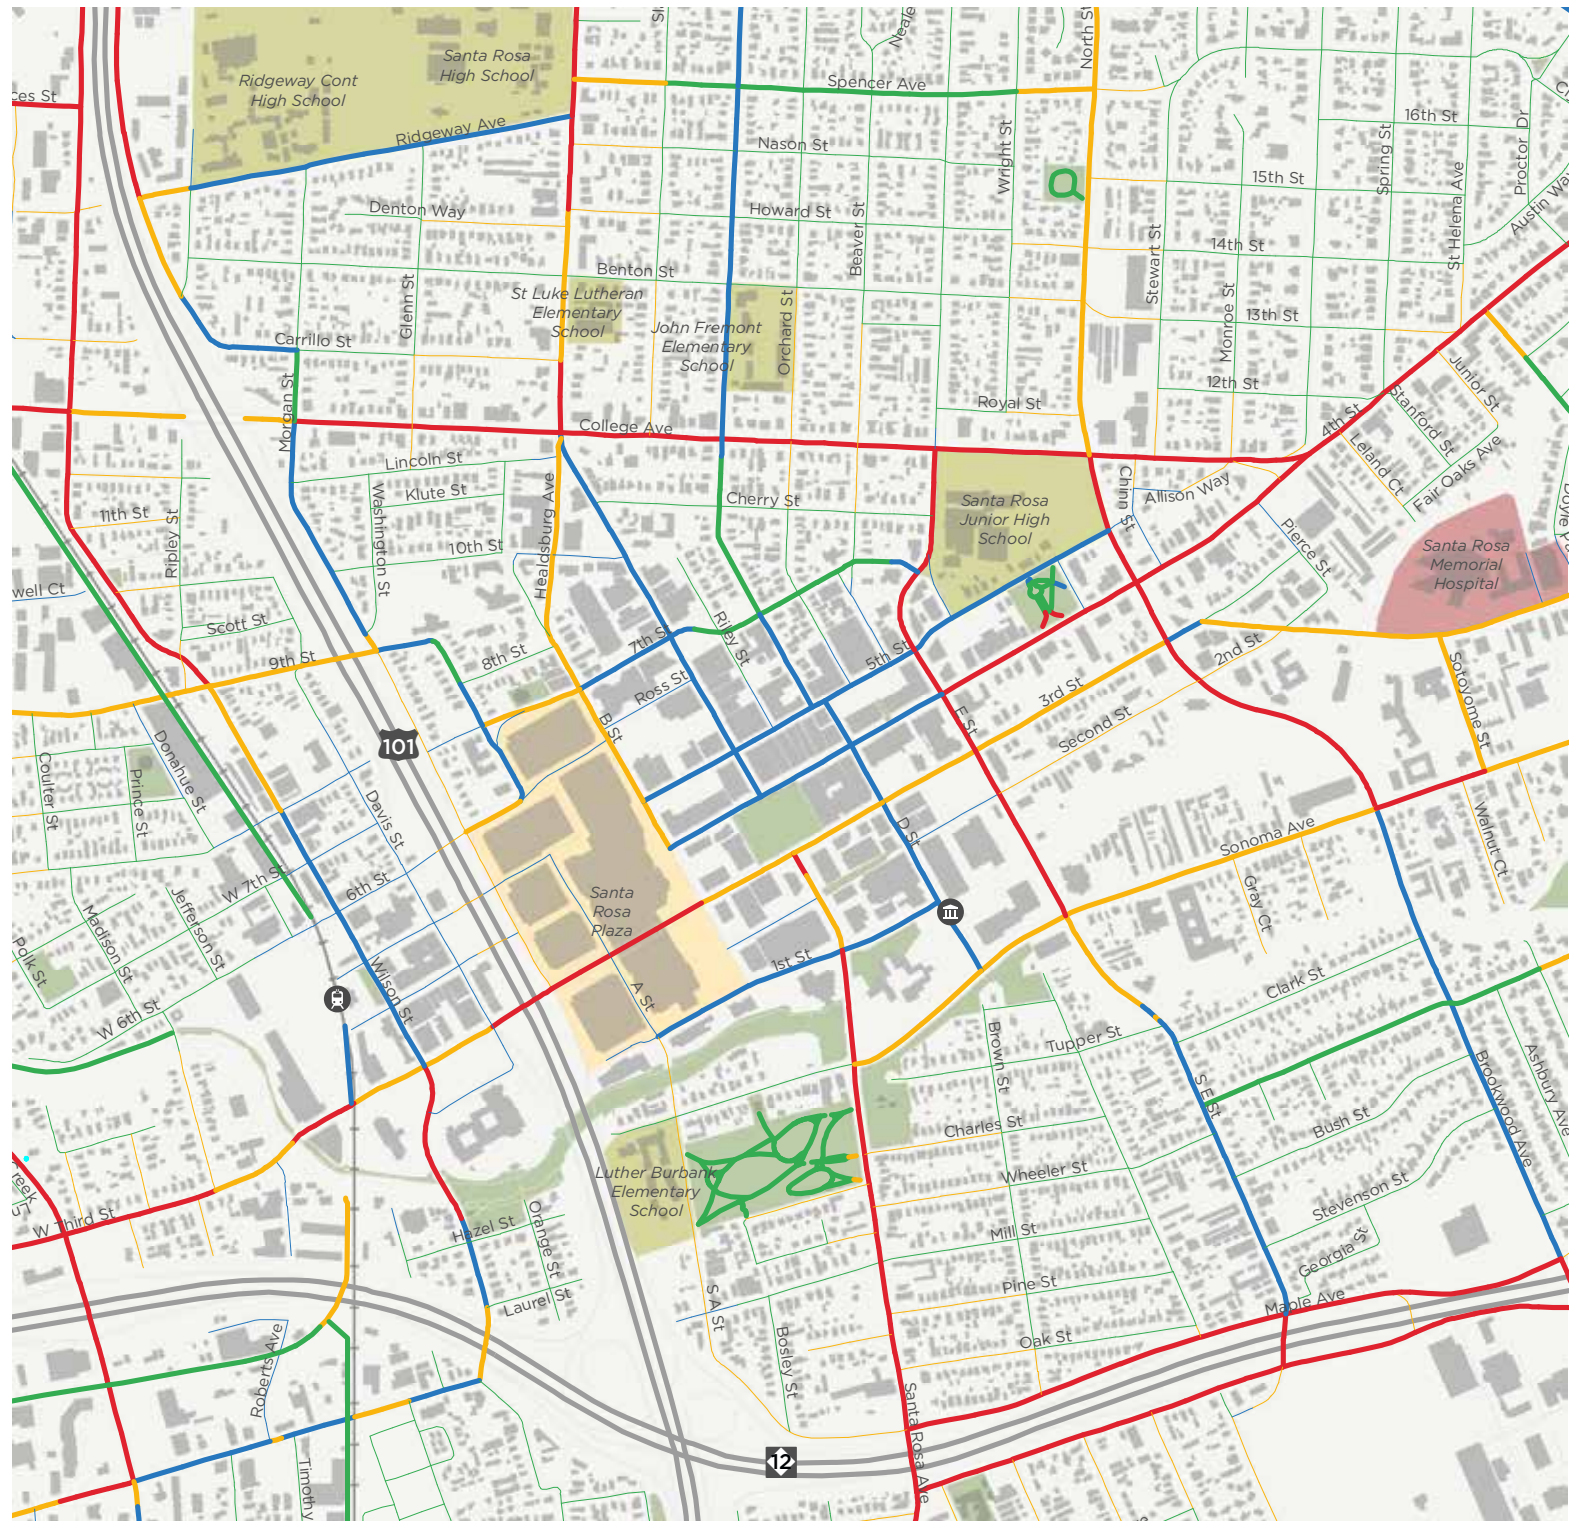 North St
Santa Rosa
High School
Ridgeway Cont
High School
Spencer Ave
ces St
Ridgeway Ave
16th St
Proctor Dr
Nason St
Wright St
Spring St
15th St
St Helena Ave
Austin Way
Denton Way
Howard St
Beaver St
Stewart St
14th St
Benton St
St Luke Lutheran
Elementary
School
Glenn St
Orchard St
John Fremont
Elementary
School
Monroe St
13th St
Carrillo St
Junior St
12th St
Stanford St
Morgan St
Royal St
4th St
College Ave
Leland Ct
Fair Oaks Ave
Lincoln St
Klute St
Washington St
Healdsburg Ave
Cherry St
Santa Rosa
Junior High
School
Chinn St
Allison Way
11th St
Ripley St
10th St
Pierce St
Santa Rosa
Memorial
Hospital
well Ct
Scott St
9th St
8th St
7th St
Riley St
5th St
2nd St
Ross St
3rd St
Second St
E St
Sotoyome St
B St
101
Donahue St
Coulter St
Prince St
Davis St
D St
Sonoma Ave
Walnut Ct
W 7th St
6th St
Santa
Rosa
Plaza
Gray Ct
Madison St
Jefferson St
Polk St
Wilson St
1st St
A St
Clark St
W 6th St
Brown St
Tupper St
S E St
Brookwood Ave
Ashbury Ave
Charles St
Bush St
Wheeler St
Luther Burbank
Elementary
School
Creek
Ln
W Third St
Hazel St
Orange St
Mill St
Stevenson St
Georgia St
Laurel St
S A St
Pine St
Maple Ave
Roberts Ave
Bosley St
Oak St
Santa Rosa Ave
12
Timothy